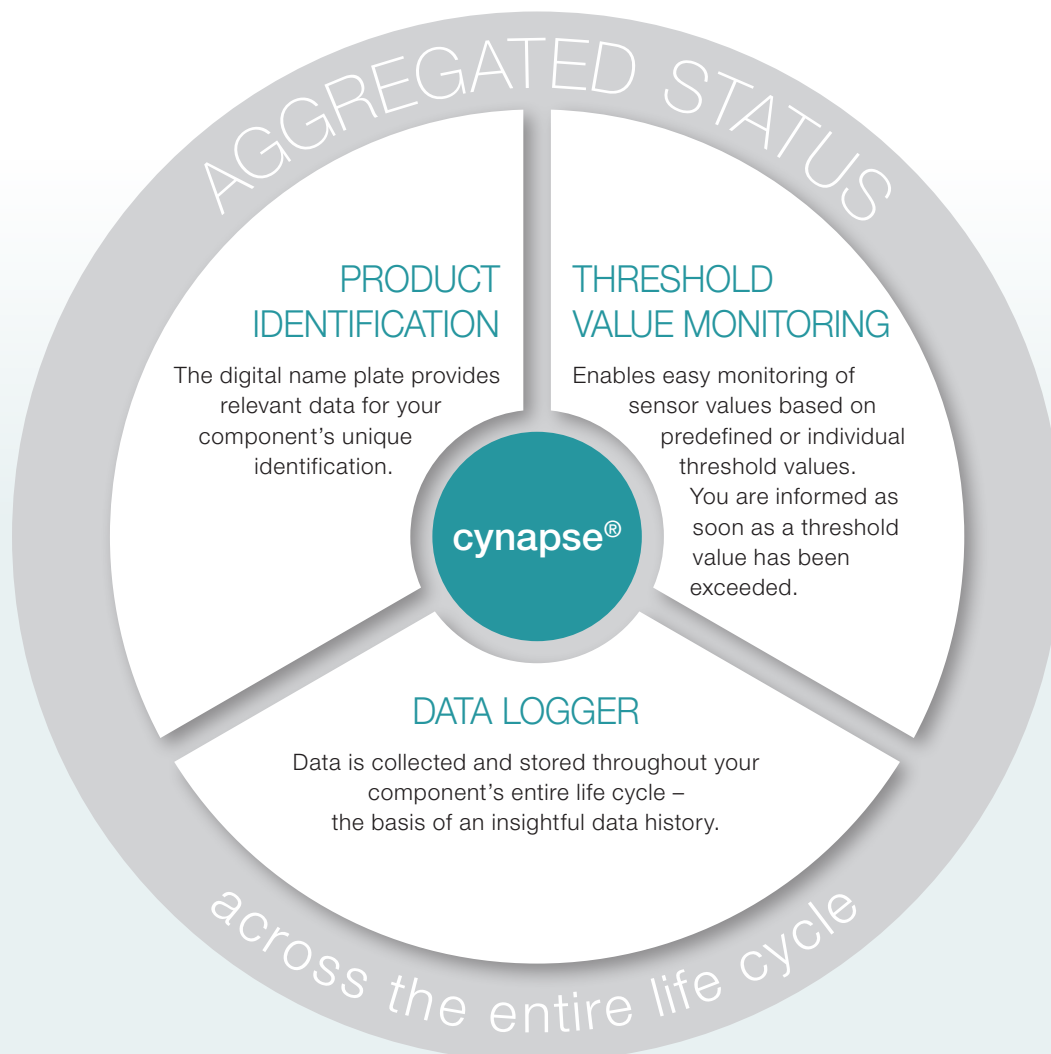 AGGREGATED STATUS
PRODUCT
IDENTIFICATION
The digital name plate provides
relevant data for your
component’s unique
identification.
THRESHOLD
VALUE MONITORING
Enables easy monitoring of
sensor values based on
predefined or individual
threshold values.
You are informed as
soon as a threshold
value has been
exceeded.
cynapse®
DATA LOGGER
Data is collected and stored throughout your
component’s entire life cycle –
the basis of an insightful data history.
across the entire life cycle